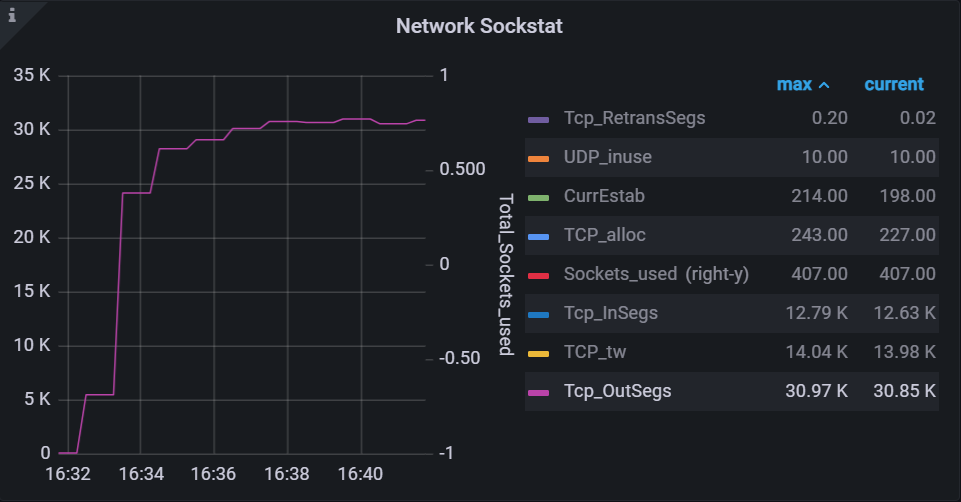 i
Network Sockstat
35 K
30 K
25 K
20 K
15 K
10 K
5 K
0
16:32 16:34 16:36 16:38 16:40
1
0.500
0
-0.50
-1
Total_Sockets_used
max current
Tcp_RetransSegs 0.20 0.02
UDP_inuse 10.00 10.00
CurrEstab 214.00 198.00
TCP_alloc 243.00 227.00
Sockets_used (right-y) 407.00 407.00
Tcp_InSegs 12.79 K 12.63 K
TCP_tw 14.04 K 13.98 K
Tcp_OutSegs 30.97 K 30.85 K